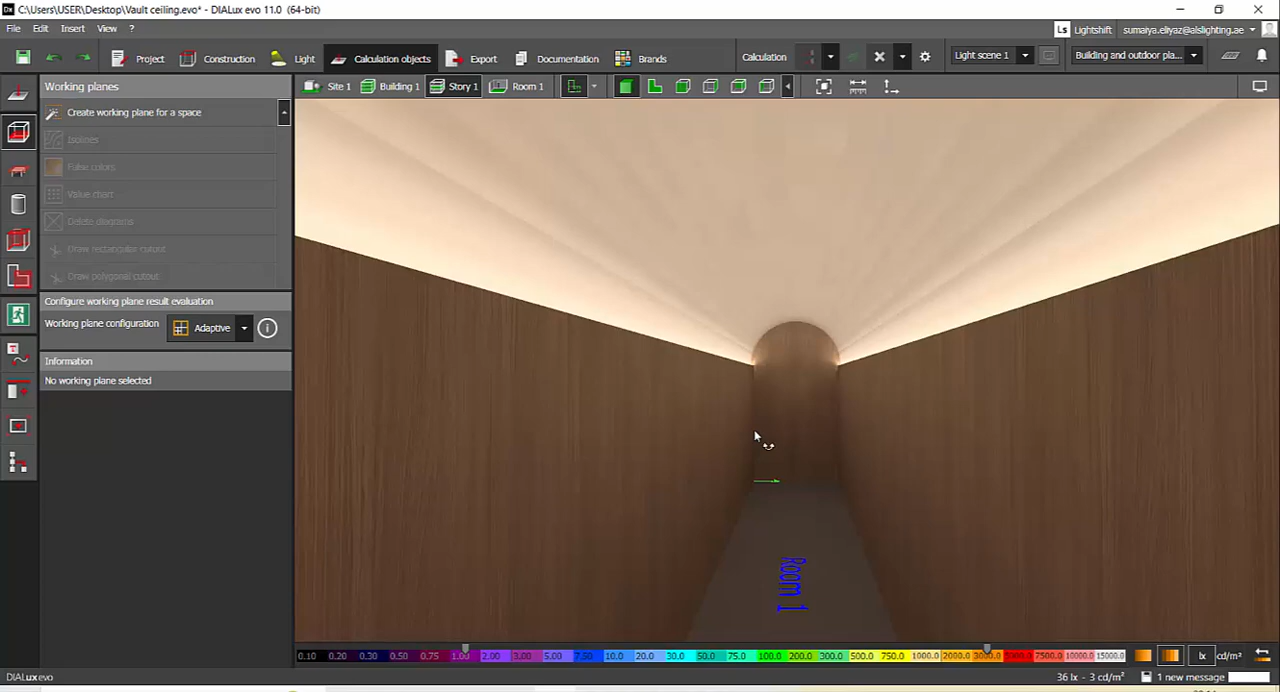 C:\Users\USER\Desktop\Vault ceiling.evo* - DIALux evo 11.0 (64-bit)
File Edit Insert View ?
Ls Lightshift sumaiya.eliyaz@alslighting.ae
Project Construction Light Calculation objects Export Documentation Brands Calculation Light scene 1 Building and outdoor pla...
Working planes
Site 1 Building 1 Story 1 Room 1
Create working plane for a space
Isolines
False colors
Value chart
Delete diagrams
Draw rectangular cutout
Draw polygonal cutout
Configure working plane result evaluation
Working plane configuration Adaptive
Information
No working plane selected
Room 1
0.10 0.20 0.30 0.50 0.75 1.00 2.00 3.00 5.00 7.50 10.0 20.0 30.0 50.0 75.0 100.0 200.0 300.0 500.0 750.0 1000.0 2000.0 3000.0 5000.0 7500.0 10000.0 15000.0 lx cd/m²
DIALux evo 36 lx - 3 cd/m² 1 new message